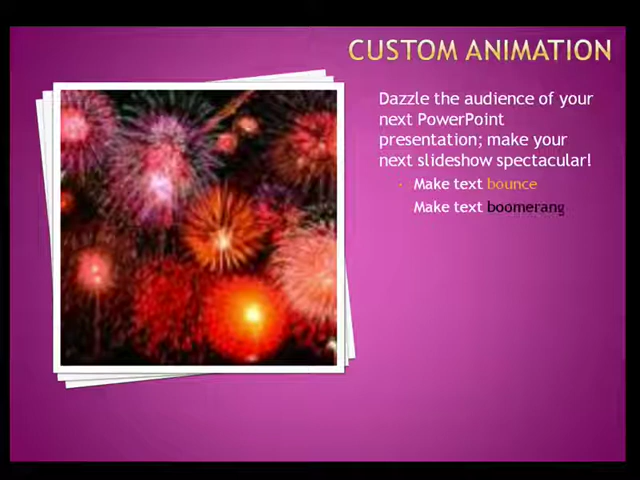 CUSTOM ANIMATION
Dazzle the audience of your
next PowerPoint
presentation; make your
next slideshow spectacular!
Make text bounce
Make text boomerang